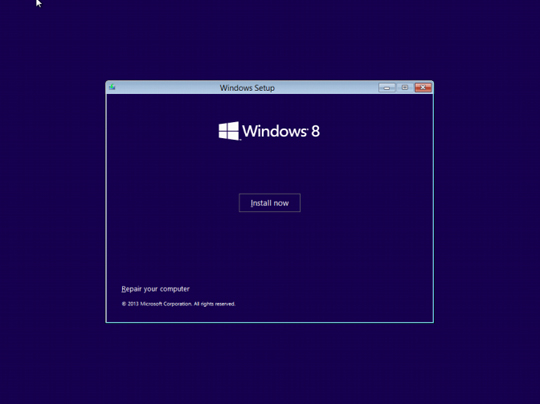 Windows Setup
Windows 8
Install now
Repair your computer
© 2013 Microsoft Corporation. All rights reserved.